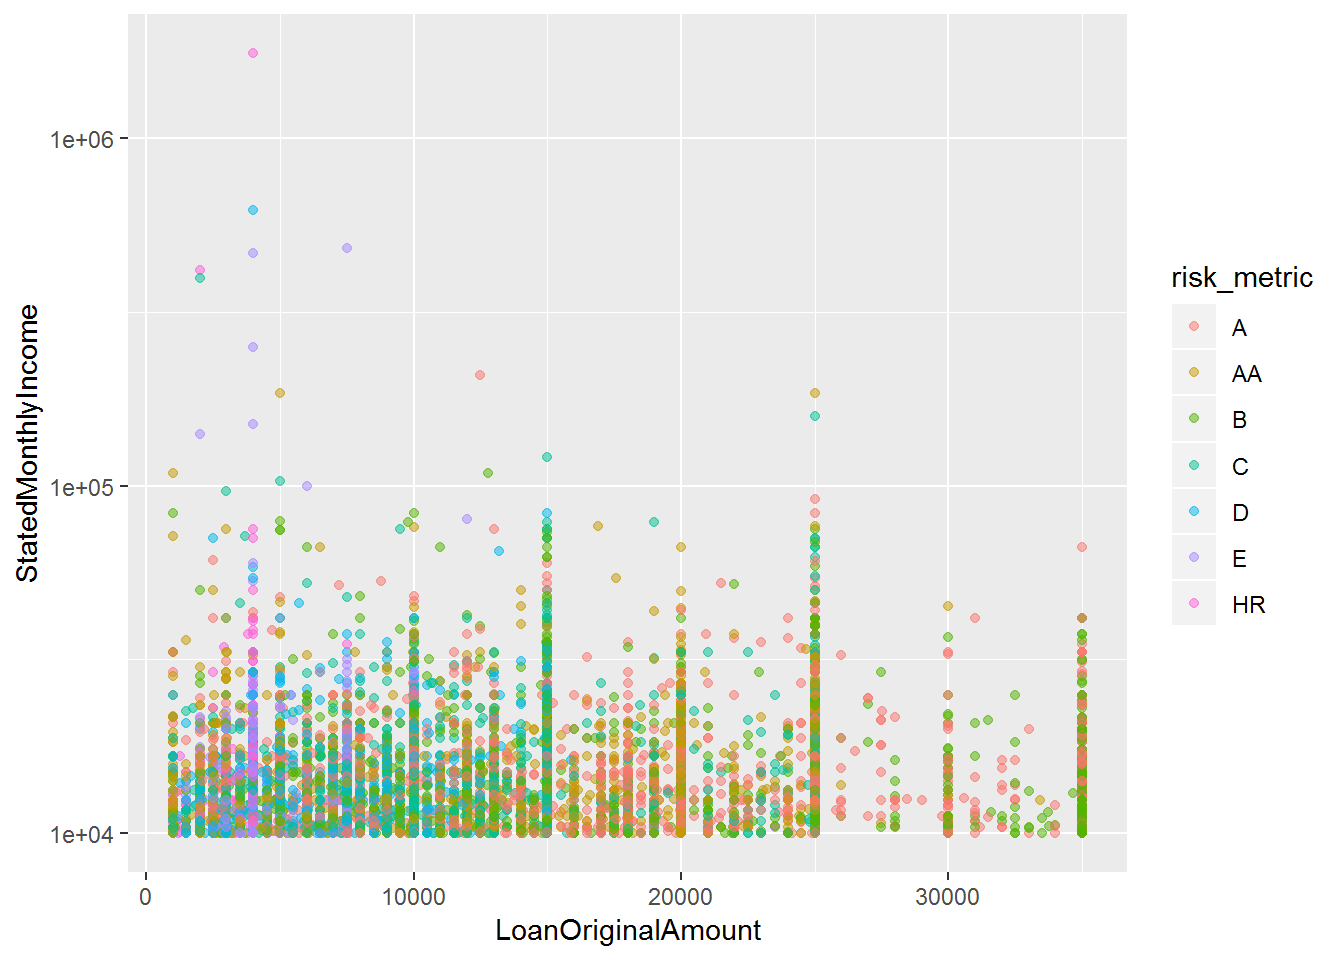 1e+06
1e+05
1e+04
StatedMonthlyIncome
0
10000
20000
30000
LoanOriginalAmount
risk_metric
A
AA
B
C
D
E
HR